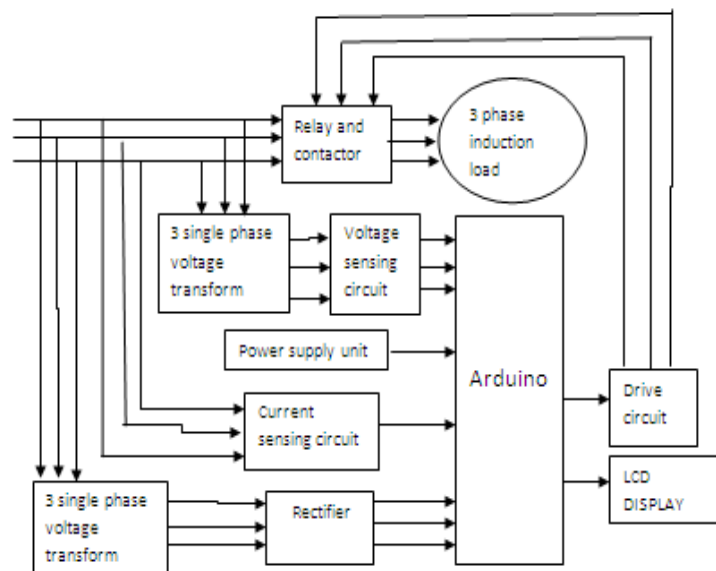 Relay and
contactor
3 phase
induction
load
3 single phase
voltage
transform
Voltage
sensing
circuit
Power supply unit
Arduino
Current
sensing circuit
Drive
circuit
LCD
DISPLAY
3 single phase
voltage
transform
Rectifier